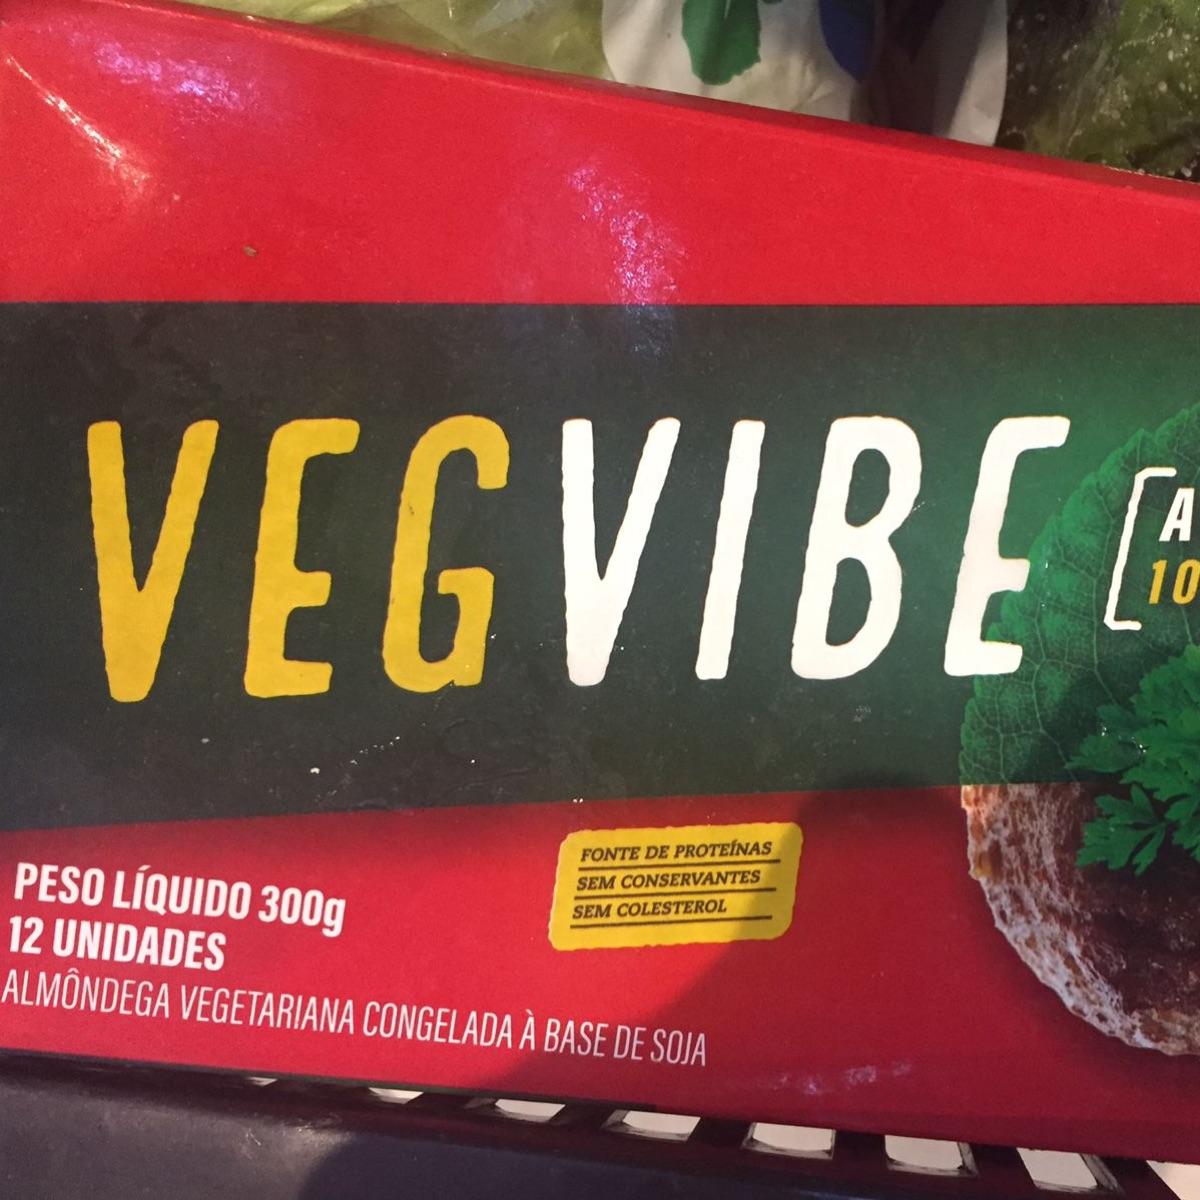 VEGVIBE
FONTE DE PROTEÍNAS
SEM CONSERVANTES
SEM COLESTEROL
PESO LÍQUIDO 300g
12 UNIDADES
ALMÔNDEGA VEGETARIANA CONGELADA À BASE DE SOJA